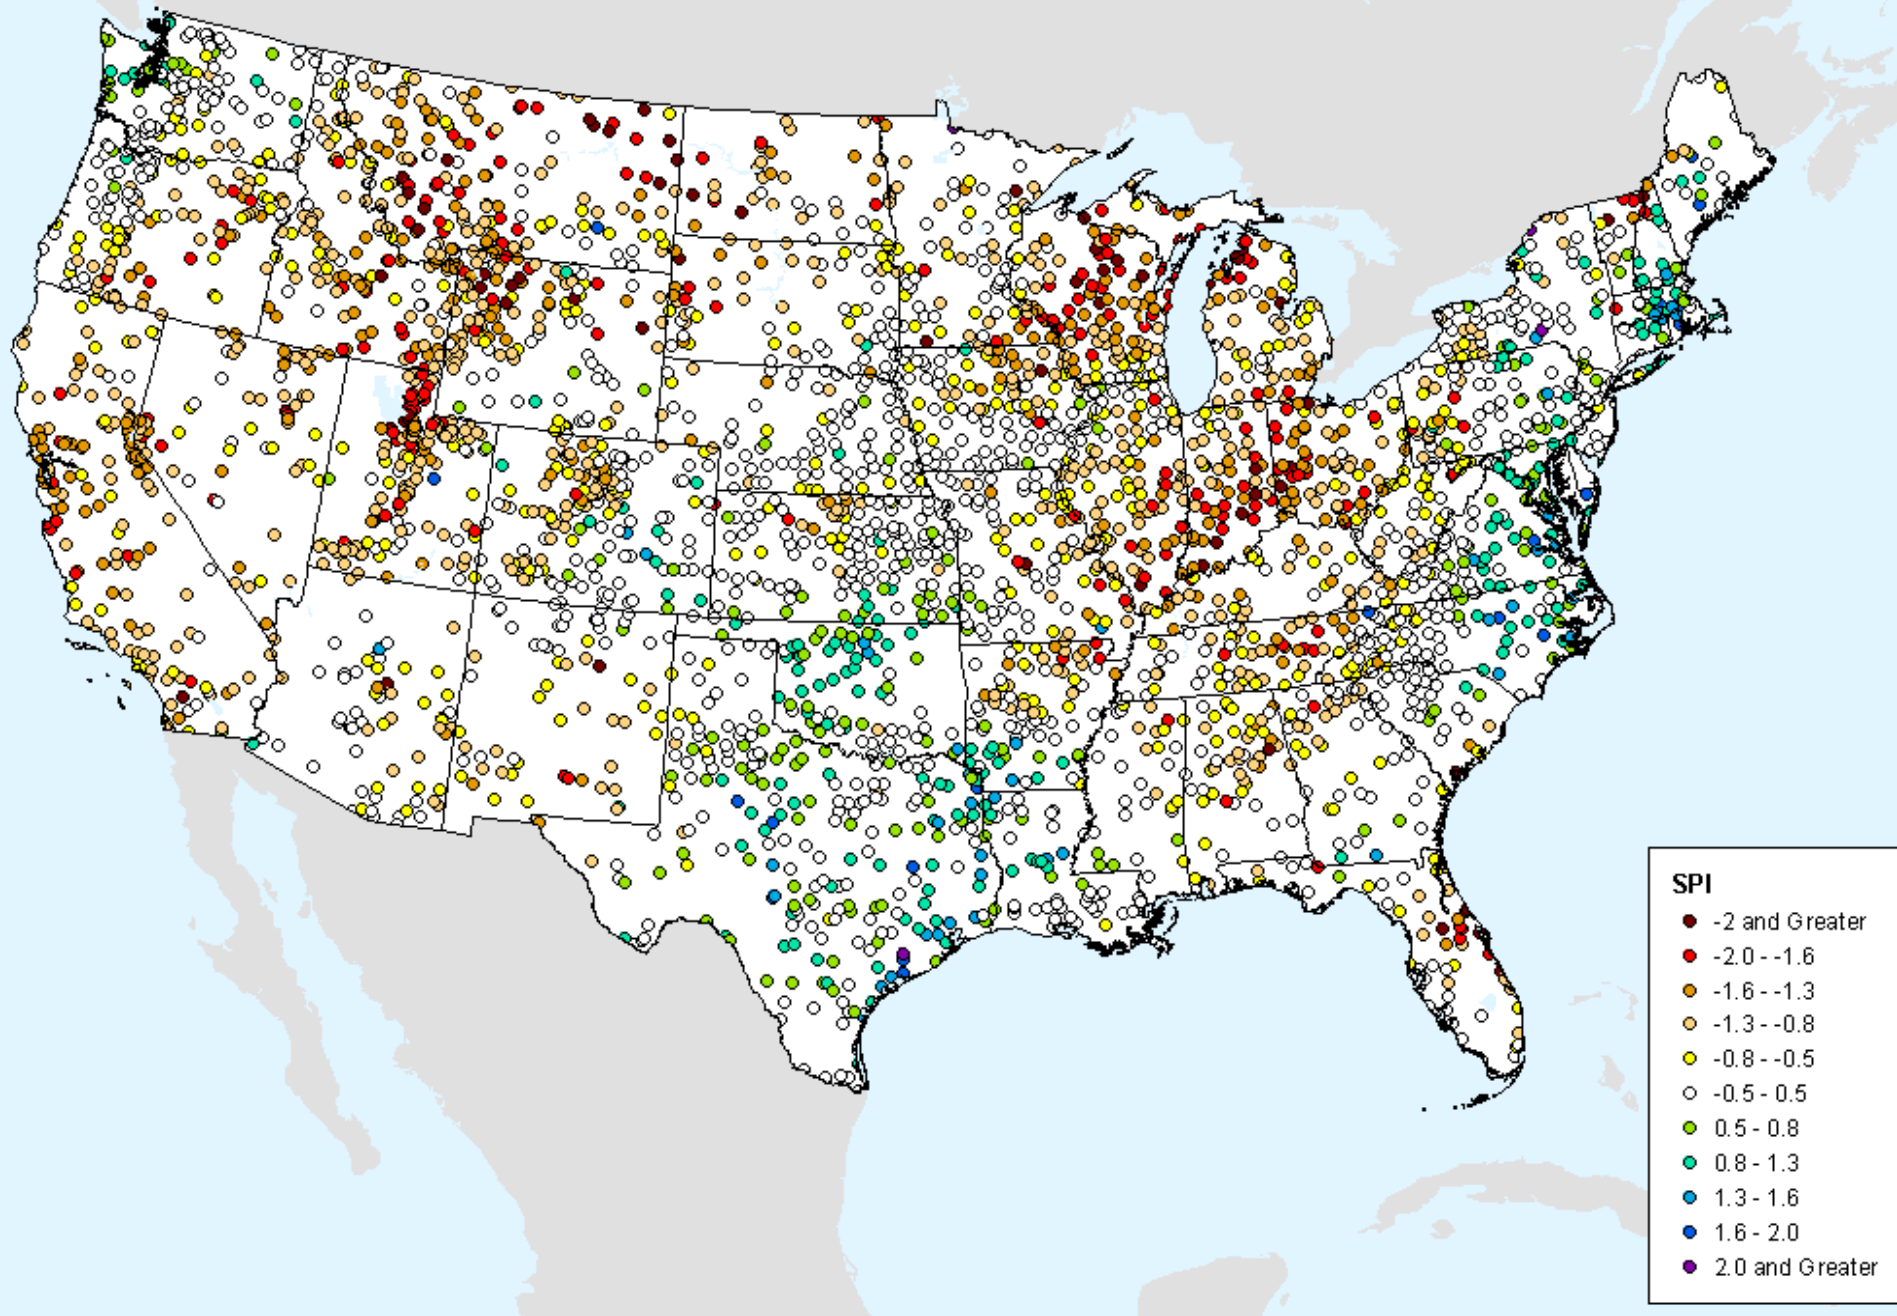 SPI
-2 and Greater
-2.0 - -1.6
-1.6 - -1.3
-1.3 - -0.8
-0.8 - -0.5
-0.5 - 0.5
0.5 - 0.8
0.8 - 1.3
1.3 - 1.6
1.6 - 2.0
2.0 and Greater